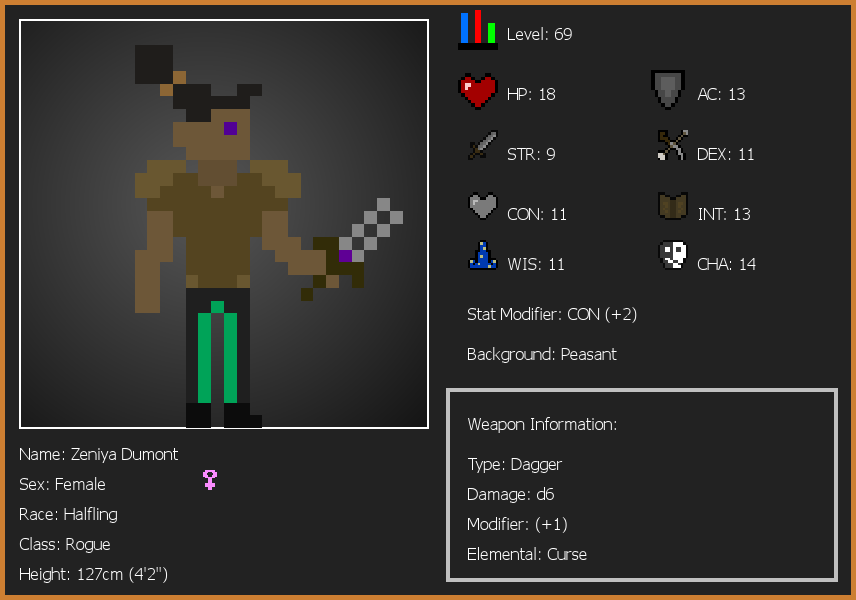 Level: 69
HP: 18
AC: 13
STR: 9
DEX: 11
CON: 11
INT: 13
WIS: 11
CHA: 14
Stat Modifier: CON (+2)
Background: Peasant
Weapon Information:
Type: Dagger
Damage: d6
Modifier: (+1)
Elemental: Curse
Name: Zeniya Dumont
Sex: Female
Race: Halfling
Class: Rogue
Height: 127cm (4'2")